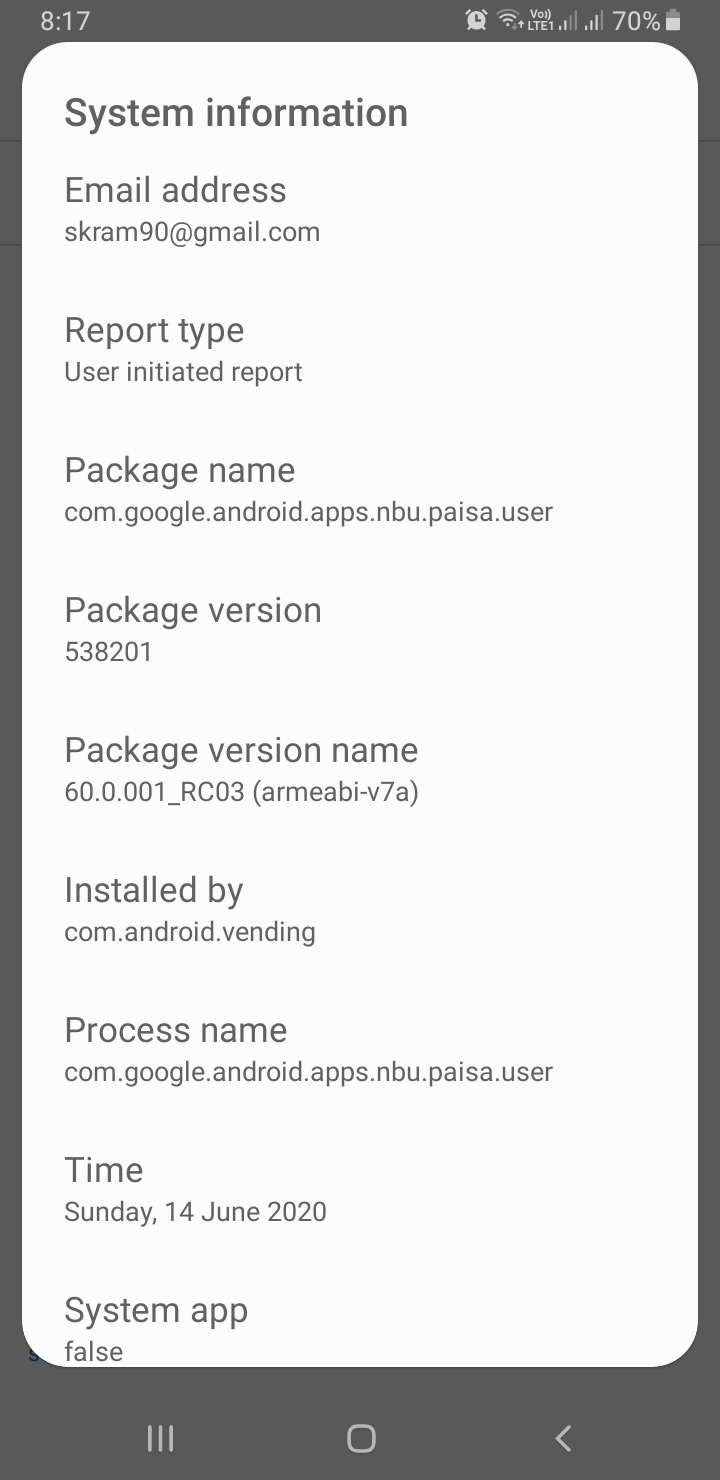 8:17
Vo)) LTE1 70%
System information
Email address
skram90@gmail.com
Report type
User initiated report
Package name
com.google.android.apps.nbu.paisa.user
Package version
538201
Package version name
60.0.001_RC03 (armeabi-v7a)
Installed by
com.android.vending
Process name
com.google.android.apps.nbu.paisa.user
Time
Sunday, 14 June 2020
System app
false